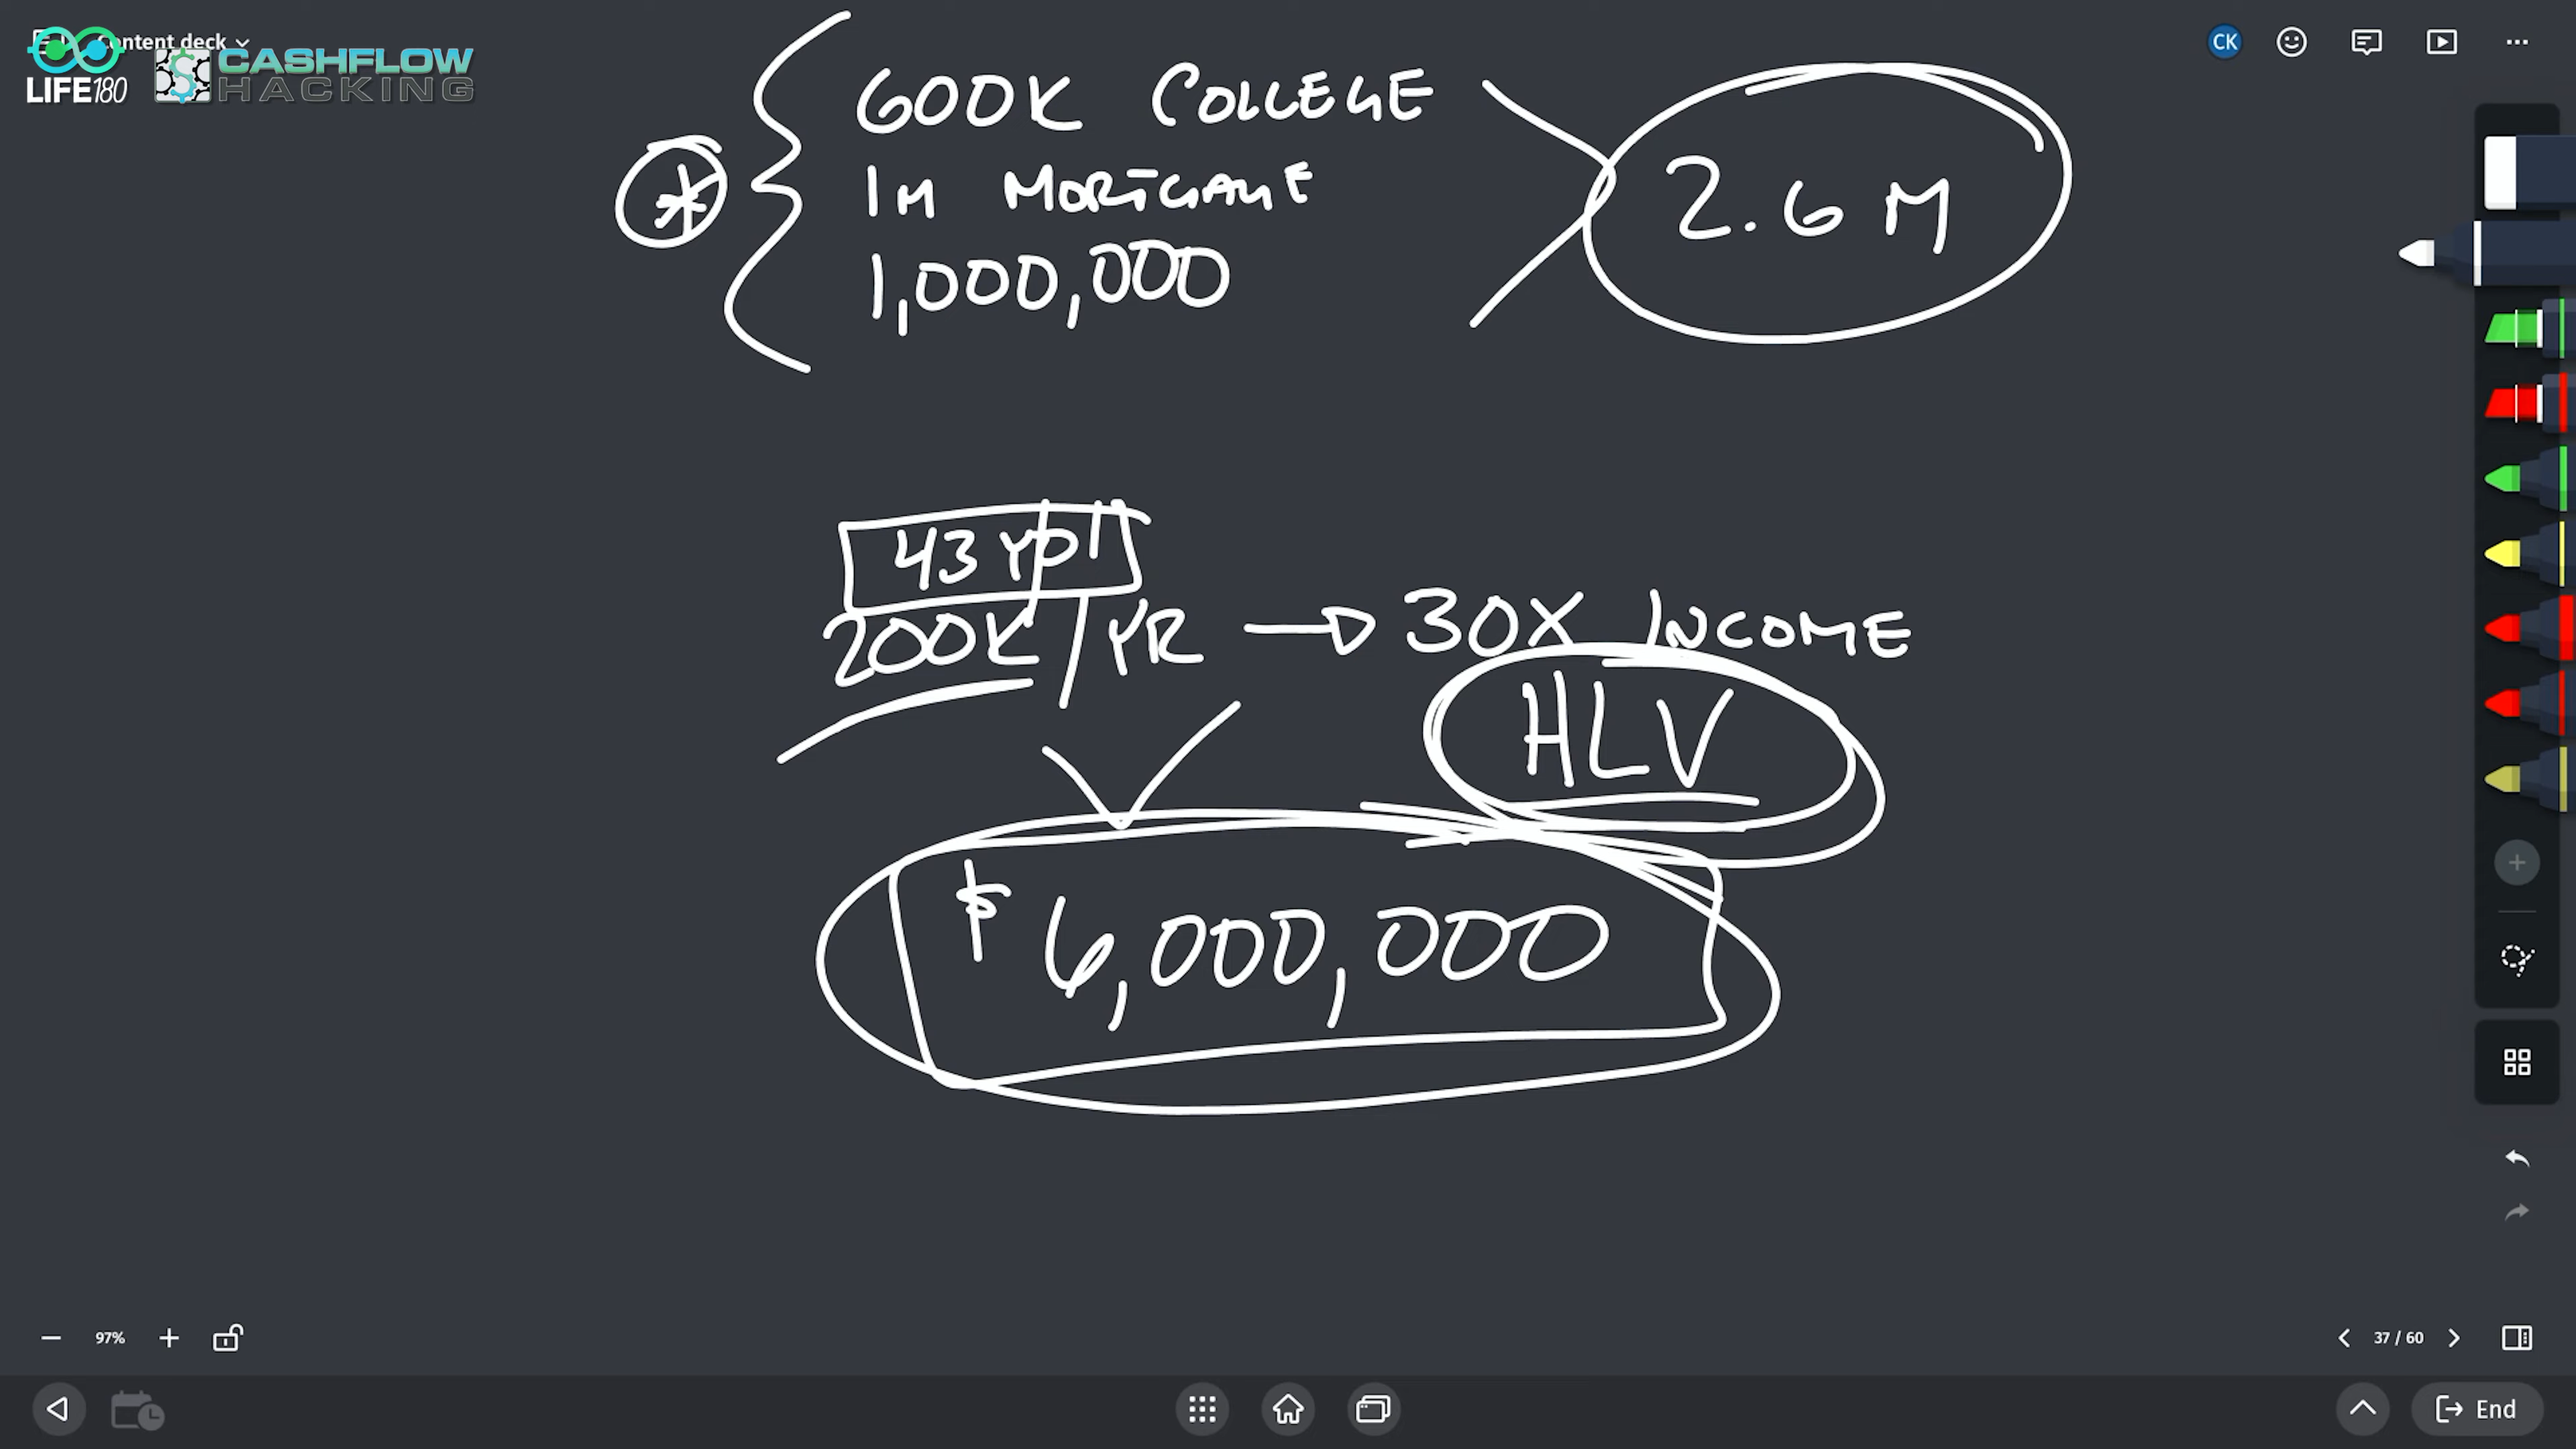 Content deck
LIFE180
CASHFLOW
HACKING
CK
600K COLLEGE
1M MORTGAGE
1,000,000
2.6 M
43 yo
200K/YR → 30X INCOME
HLV
$6,000,000
97%
37 / 60
End